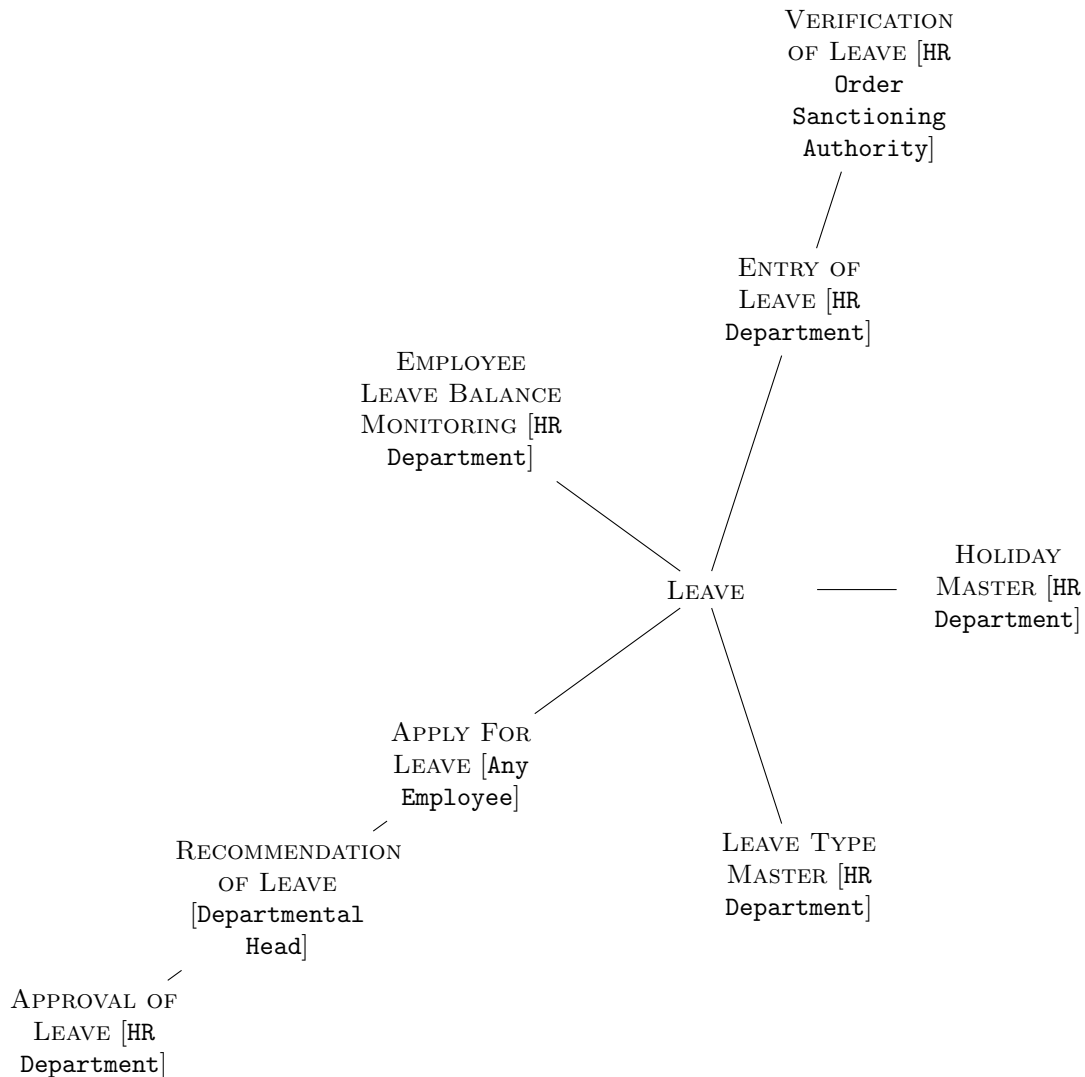 VERIFICATION
OF LEAVE [HR
Order
Sanctioning
Authority]
ENTRY OF
LEAVE [HR
Department]
EMPLOYEE
LEAVE BALANCE
MONITORING [HR
Department]
HOLIDAY
MASTER [HR
Department]
LEAVE
APPLY FOR
LEAVE [Any
Employee]
RECOMMENDATION
OF LEAVE
[Departmental
Head]
LEAVE TYPE
MASTER [HR
Department]
APPROVAL OF
LEAVE [HR
Department]